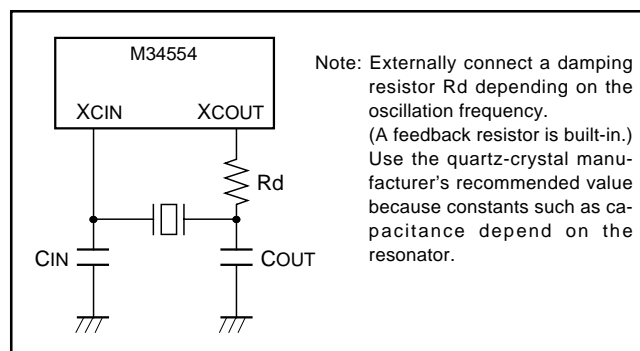 M34554
XCIN
XCOUT
Rd
CIN
COUT
Note: Externally connect a damping
resistor Rd depending on the
oscillation frequency.
(A feedback resistor is built-in.)
Use the quartz-crystal manu-
facturer's recommended value
because constants such as ca-
pacitance depend on the
resonator.